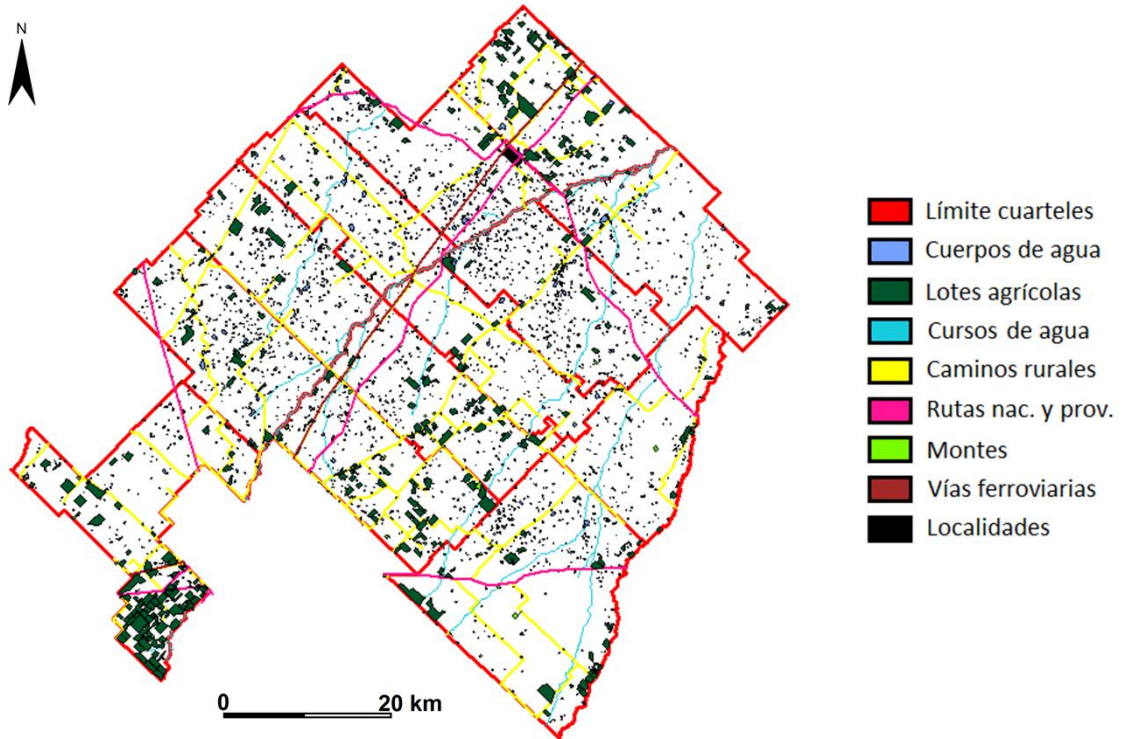 N
Límite cuarteles
Cuerpos de agua
Lotes agrícolas
Cursos de agua
Caminos rurales
Rutas nac. y prov.
Montes
Vías ferroviarias
Localidades
0 20 km